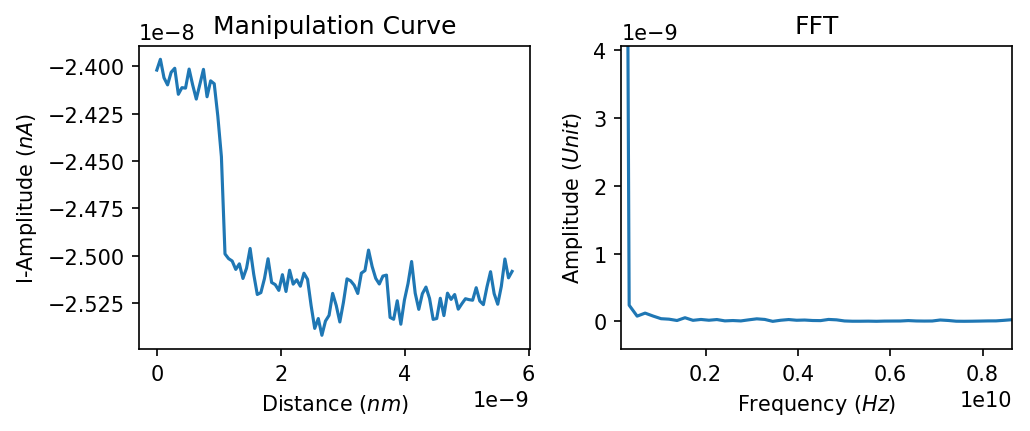 Manipulation Curve
1e−8
−2.400
−2.425
−2.450
−2.475
−2.500
−2.525
I-Amplitude (nA)
0 2 4 6
1e−9
Distance (nm)
FFT
1e−9
4
3
2
1
0
Amplitude (Unit)
0.2 0.4 0.6 0.8
1e10
Frequency (Hz)